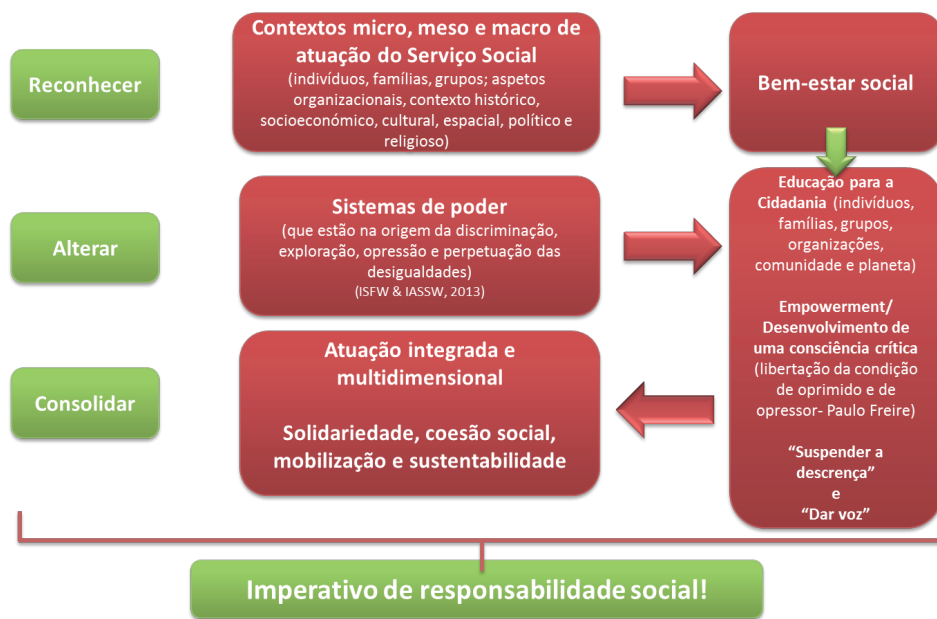 Reconhecer
Contextos micro, meso e macro de
atuação do Serviço Social
(indivíduos, famílias, grupos; aspetos
organizacionais, contexto histórico,
socioeconómico, cultural, espacial, político e
religioso)
Bem-estar social
Alterar
Sistemas de poder
(que estão na origem da discriminação,
exploração, opressão e perpetuação das
desigualdades)
(ISFW & IASSW, 2013)
Educação para a
Cidadania (indivíduos,
famílias, grupos,
organizações,
comunidade e planeta)
Empowerment/
Desenvolvimento de
uma consciência crítica
(libertação da condição
de oprimido e de
opressor- Paulo Freire)
“Suspender a
descrença”
e
“Dar voz”
Consolidar
Atuação integrada e
multidimensional
Solidariedade, coesão social,
mobilização e sustentabilidade
Imperativo de responsabilidade social!